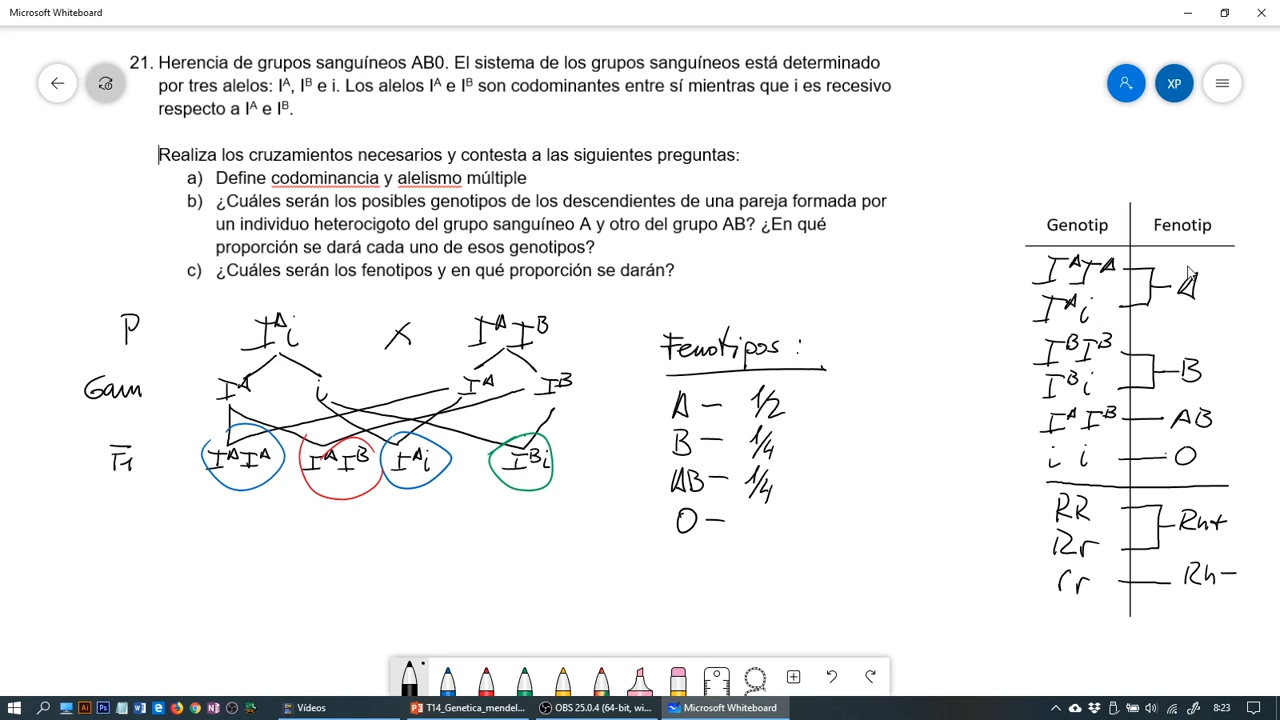 Microsoft Whiteboard
21. Herencia de grupos sanguíneos AB0. El sistema de los grupos sanguíneos está determinado
por tres alelos: Iᴬ, Iᴮ e i. Los alelos Iᴬ e Iᴮ son codominantes entre sí mientras que i es recesivo
respecto a Iᴬ e Iᴮ.
XP
Realiza los cruzamientos necesarios y contesta a las siguientes preguntas:
a) Define codominancia y alelismo múltiple
b) ¿Cuáles serán los posibles genotipos de los descendientes de una pareja formada por
un individuo heterocigoto del grupo sanguíneo A y otro del grupo AB? ¿En qué
proporción se dará cada uno de esos genotipos?
c) ¿Cuáles serán los fenotipos y en qué proporción se darán?
P Iᴬi X IᴬIᴮ
Gam Iᴬ i Iᴬ Iᴮ
F1 IᴬIᴬ IᴬIᴮ Iᴬi Iᴮi
Fenotipos :
A - 1/2
B - 1/4
AB - 1/4
O -
Genotip Fenotip
IᴬIᴬ A
Iᴬi
IᴮIᴮ B
Iᴮi
IᴬIᴮ AB
i i O
RR Rh+
Rr
rr Rh-
Vídeos
T14_Genetica_mendel...
OBS 25.0.4 (64-bit, wi...
Microsoft Whiteboard
8:23